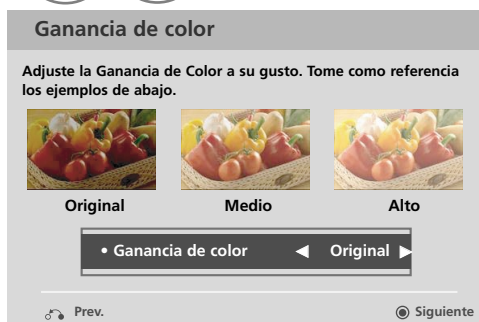 Ganancia de color
Adjuste la Ganancia de Color a su gusto. Tome como referencia
los ejemplos de abajo.
Original Medio Alto
• Ganancia de color ◀ Original ▶
Prev. Siguiente